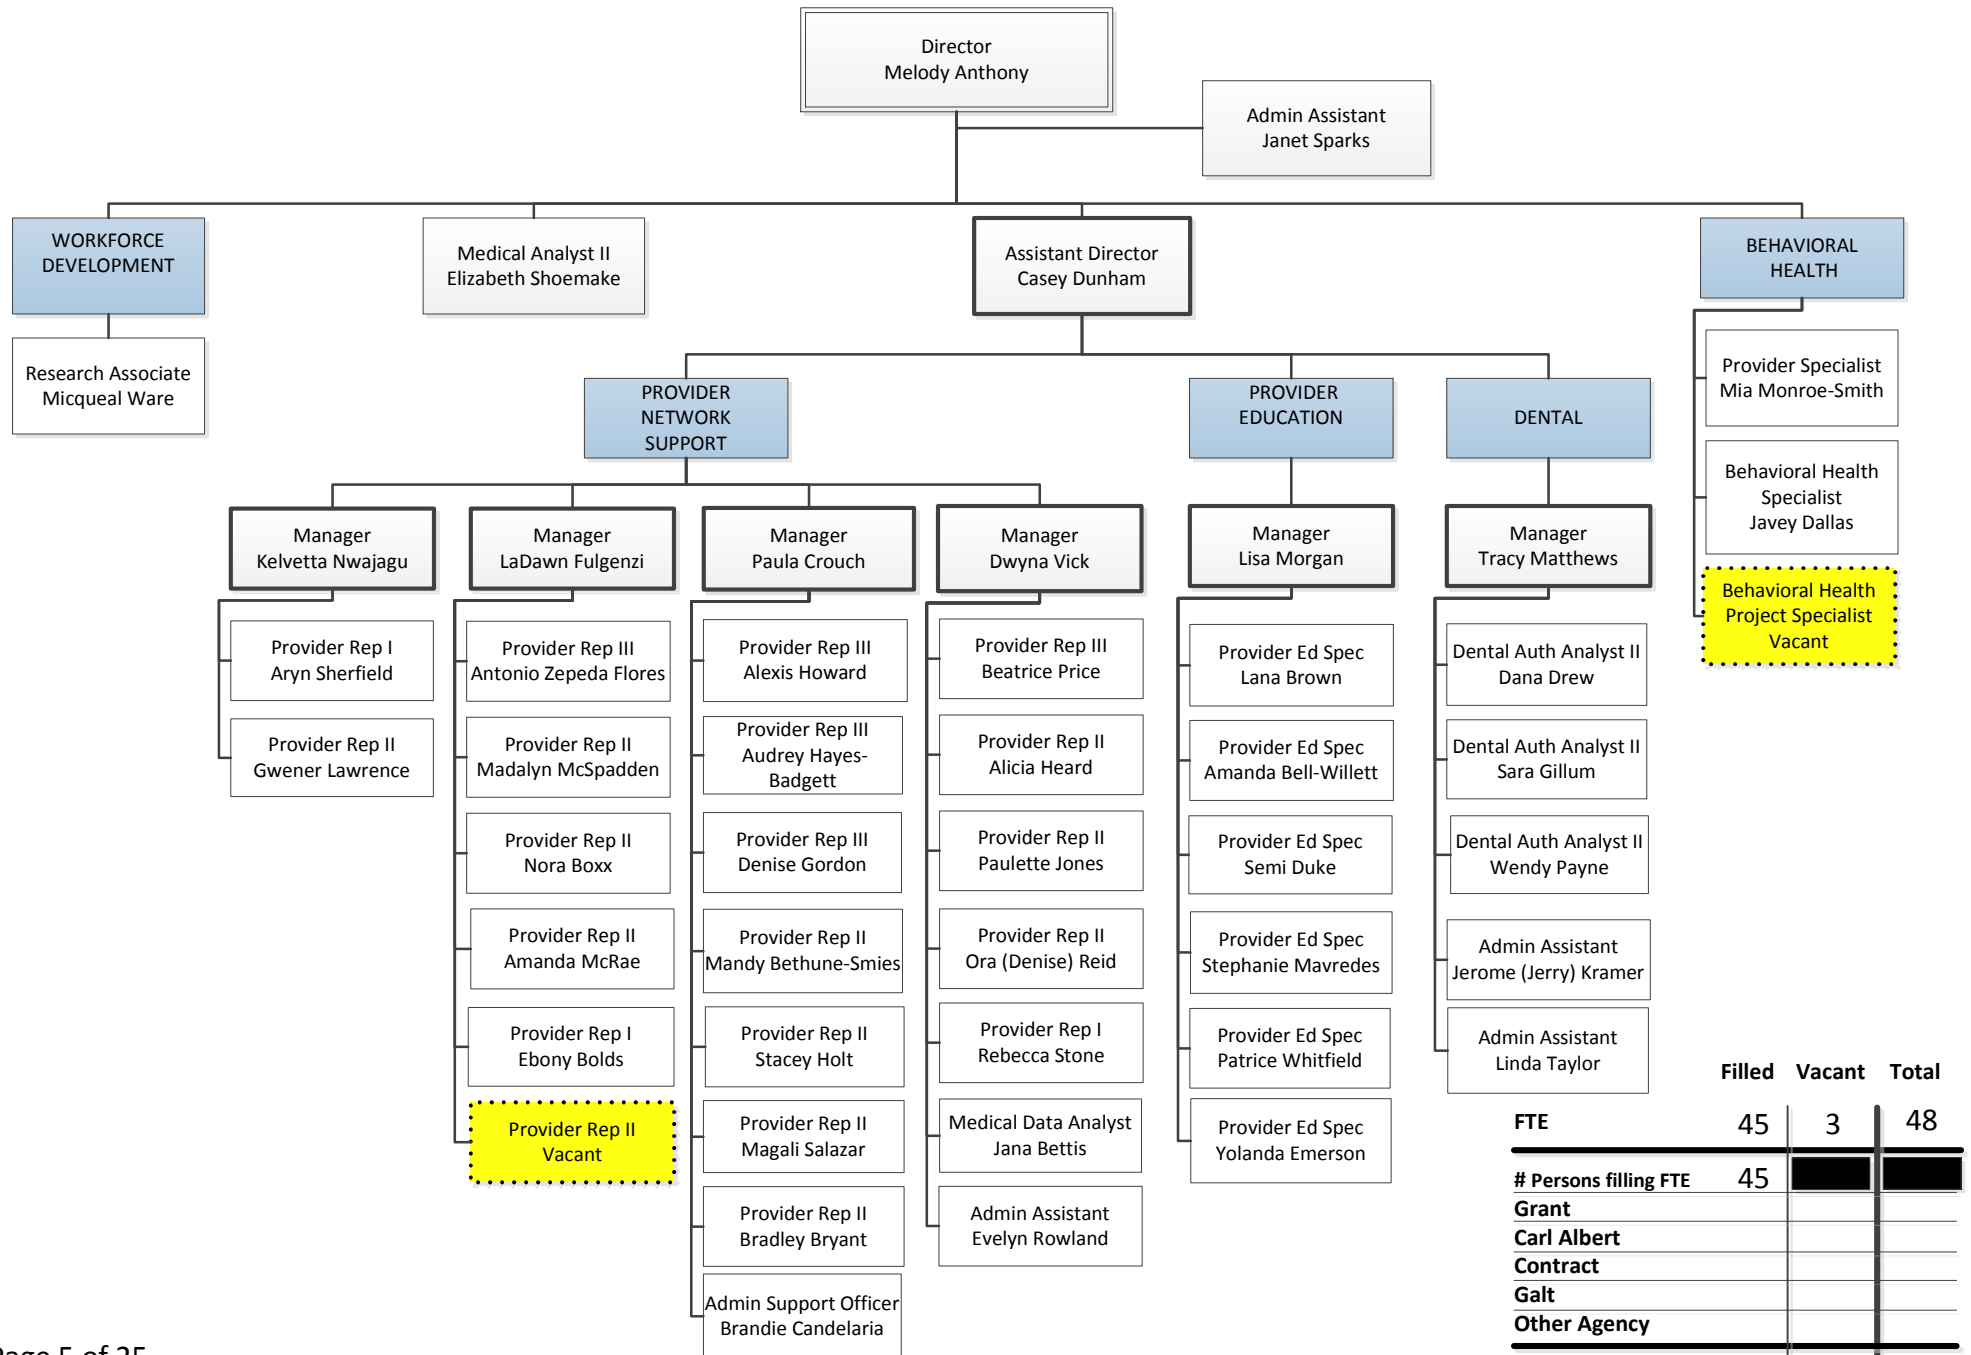 Director
Melody Anthony
Admin Assistant
Janet Sparks
WORKFORCE
DEVELOPMENT
Medical Analyst II
Elizabeth Shoemake
Assistant Director
Casey Dunham
BEHAVIORAL
HEALTH
Research Associate
Micqueal Ware
PROVIDER
NETWORK
SUPPORT
PROVIDER
EDUCATION
DENTAL
Provider Specialist
Mia Monroe-Smith
Behavioral Health
Specialist
Javey Dallas
Behavioral Health
Project Specialist
Vacant
Manager
Kelvetta Nwajagu
Provider Rep I
Aryn Sherfield
Provider Rep II
Gwener Lawrence
Manager
LaDawn Fulgenzi
Provider Rep III
Antonio Zepeda Flores
Provider Rep II
Madalyn McSpadden
Provider Rep II
Nora Boxx
Provider Rep II
Amanda McRae
Provider Rep I
Ebony Bolds
Provider Rep II
Vacant
Manager
Paula Crouch
Provider Rep III
Alexis Howard
Provider Rep III
Audrey Hayes-
Badgett
Provider Rep III
Denise Gordon
Provider Rep II
Mandy Bethune-Smies
Provider Rep II
Stacey Holt
Provider Rep II
Magali Salazar
Provider Rep II
Bradley Bryant
Admin Support Officer
Brandie Candelaria
Manager
Dwyna Vick
Provider Rep III
Beatrice Price
Provider Rep II
Alicia Heard
Provider Rep II
Paulette Jones
Provider Rep II
Ora (Denise) Reid
Provider Rep I
Rebecca Stone
Medical Data Analyst
Jana Bettis
Admin Assistant
Evelyn Rowland
Manager
Lisa Morgan
Provider Ed Spec
Lana Brown
Provider Ed Spec
Amanda Bell-Willett
Provider Ed Spec
Semi Duke
Provider Ed Spec
Stephanie Mavredes
Provider Ed Spec
Patrice Whitfield
Provider Ed Spec
Yolanda Emerson
Manager
Tracy Matthews
Dental Auth Analyst II
Dana Drew
Dental Auth Analyst II
Sara Gillum
Dental Auth Analyst II
Wendy Payne
Admin Assistant
Jerome (Jerry) Kramer
Admin Assistant
Linda Taylor
Filled Vacant Total
FTE 45 3 48
# Persons filling FTE 45
Grant
Carl Albert
Contract
Galt
Other Agency
Page 5 of 25